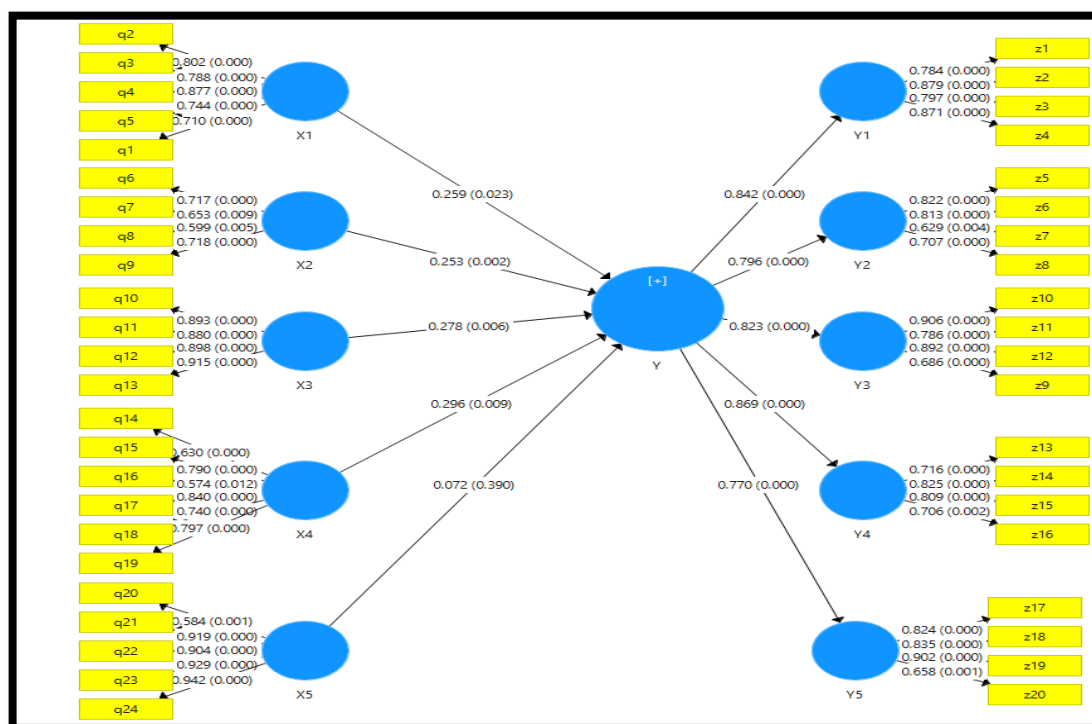 q2
q3
q4
q5
q1
0.802 (0.000)
0.788 (0.000)
0.877 (0.000)
0.744 (0.000)
0.710 (0.000)
X1
q6
q7
q8
q9
0.717 (0.000)
0.653 (0.009)
0.599 (0.005)
0.718 (0.000)
X2
q10
q11
q12
q13
0.893 (0.000)
0.880 (0.000)
0.898 (0.000)
0.915 (0.000)
X3
q14
q15
q16
q17
q18
q19
0.630 (0.000)
0.790 (0.000)
0.574 (0.012)
0.840 (0.000)
0.740 (0.000)
0.797 (0.000)
X4
q20
q21
q22
q23
q24
0.584 (0.001)
0.919 (0.000)
0.904 (0.000)
0.929 (0.000)
0.942 (0.000)
X5
0.259 (0.023)
0.253 (0.002)
0.278 (0.006)
0.296 (0.009)
0.072 (0.390)
[+]
Y
0.842 (0.000)
0.796 (0.000)
0.823 (0.000)
0.869 (0.000)
0.770 (0.000)
Y1
0.784 (0.000)
0.879 (0.000)
0.797 (0.000)
0.871 (0.000)
z1
z2
z3
z4
Y2
0.822 (0.000)
0.813 (0.000)
0.629 (0.004)
0.707 (0.000)
z5
z6
z7
z8
Y3
0.906 (0.000)
0.786 (0.000)
0.892 (0.000)
0.686 (0.000)
z10
z11
z12
z9
Y4
0.716 (0.000)
0.825 (0.000)
0.809 (0.000)
0.706 (0.002)
z13
z14
z15
z16
Y5
0.824 (0.000)
0.835 (0.000)
0.902 (0.000)
0.658 (0.001)
z17
z18
z19
z20